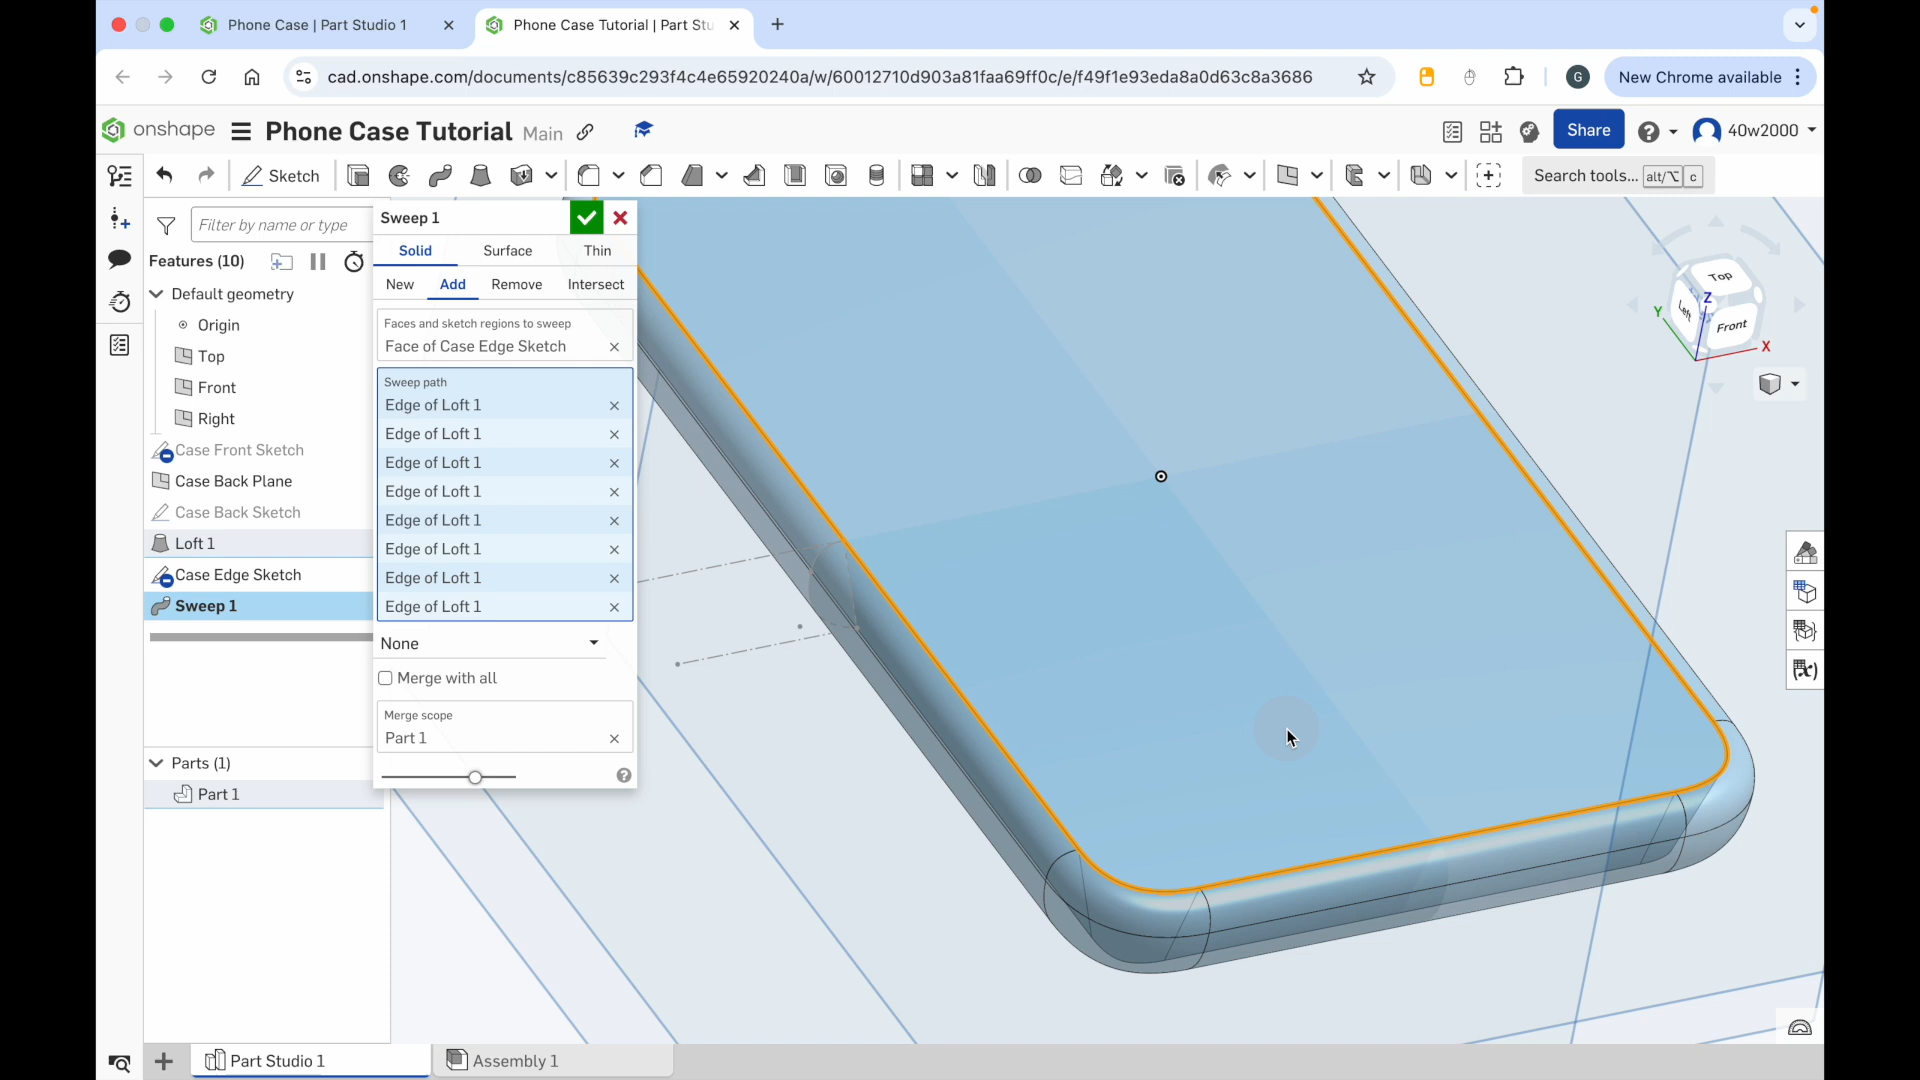 Phone Case | Part Studio 1
Phone Case Tutorial | Part Stu
cad.onshape.com/documents/c85639c293f4c4e65920240a/w/60012710d903a81faa69ff0c/e/f49f1e93eda8a0d63c8a3686
G
New Chrome available
onshape
Phone Case Tutorial
Main
Share
40w2000
Sketch
Search tools... alt/⌥ c
Filter by name or type
Features (10)
Default geometry
Origin
Top
Front
Right
Case Front Sketch
Case Back Plane
Case Back Sketch
Loft 1
Case Edge Sketch
Sweep 1
Parts (1)
Part 1
Sweep 1
Solid Surface Thin
New Add Remove Intersect
Faces and sketch regions to sweep
Face of Case Edge Sketch
Sweep path
Edge of Loft 1
Edge of Loft 1
Edge of Loft 1
Edge of Loft 1
Edge of Loft 1
Edge of Loft 1
Edge of Loft 1
Edge of Loft 1
None
Merge with all
Merge scope
Part 1
Top
Left
Front
Z
Y
X
(x)
Part Studio 1
Assembly 1